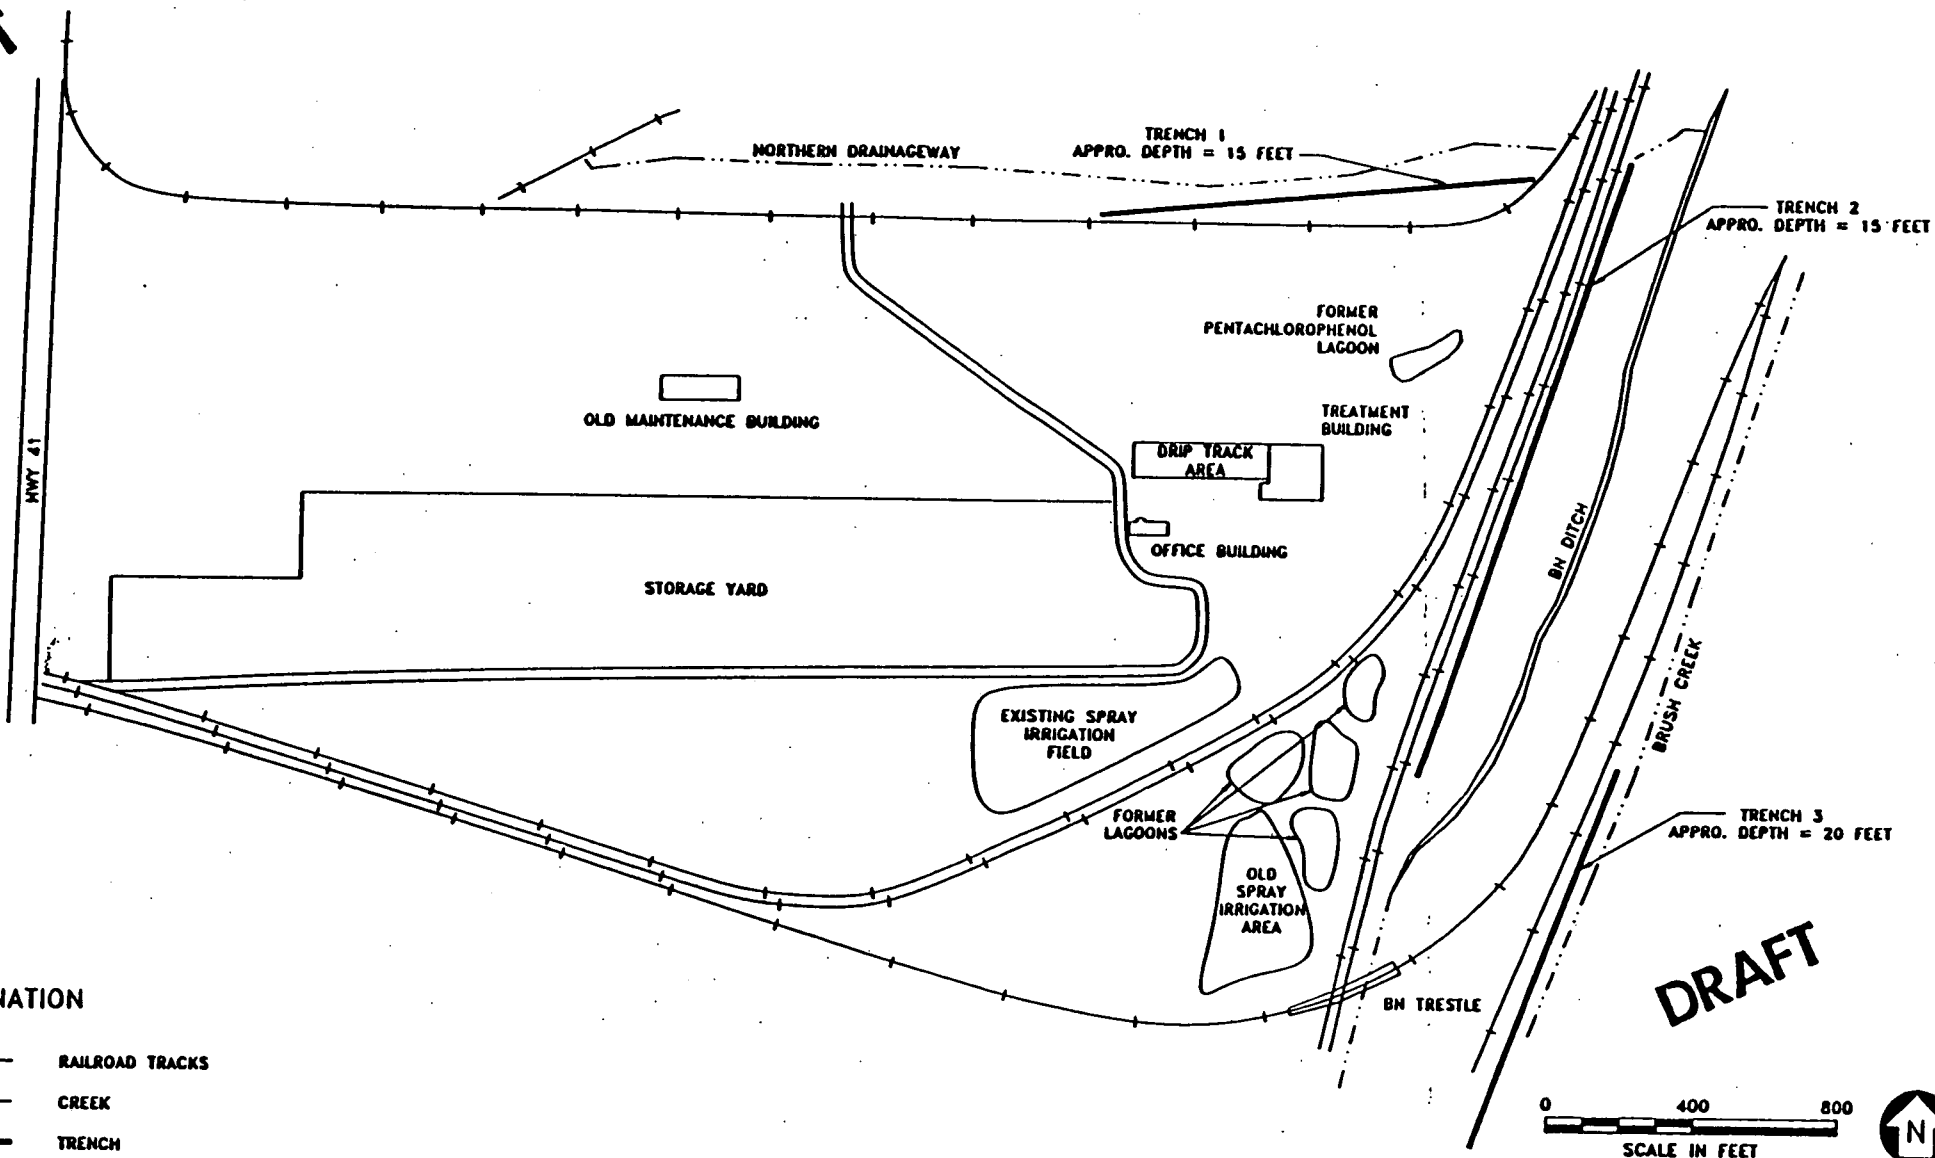 NORTHERN DRAINAGEWAY
TRENCH 1
APPRO. DEPTH = 15 FEET
TRENCH 2
APPRO. DEPTH = 15 FEET
FORMER
PENTACHLOROPHENOL
LAGOON
OLD MAINTENANCE BUILDING
TREATMENT
BUILDING
DRIP TRACK
AREA
HWY 41
OFFICE BUILDING
BN DITCH
STORAGE YARD
BRUSH CREEK
EXISTING SPRAY
IRRIGATION
FIELD
FORMER
LAGOONS
TRENCH 3
APPRO. DEPTH = 20 FEET
OLD
SPRAY
IRRIGATION
AREA
BN TRESTLE
DRAFT
NATION
RAILROAD TRACKS
CREEK
TRENCH
0 400 800
SCALE IN FEET
N